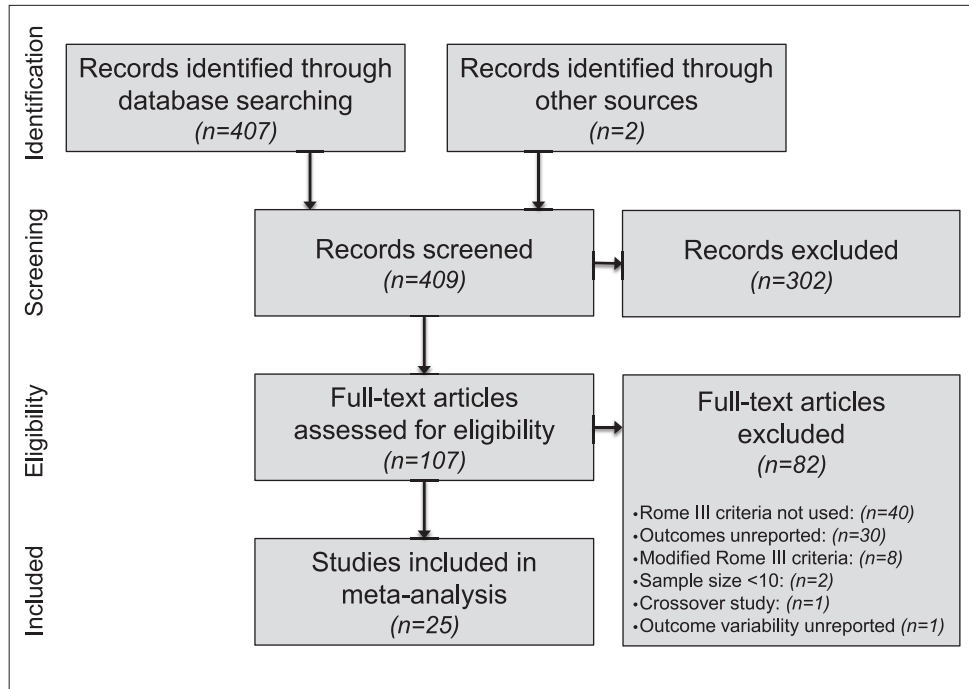 Identification
Records identified through
database searching
(n=407)
Records identified through
other sources
(n=2)
Screening
Records screened
(n=409)
Records excluded
(n=302)
Eligibility
Full-text articles
assessed for eligibility
(n=107)
Full-text articles
excluded
(n=82)
•Rome III criteria not used: (n=40)
•Outcomes unreported: (n=30)
•Modified Rome III criteria: (n=8)
•Sample size <10: (n=2)
•Crossover study: (n=1)
•Outcome variability unreported (n=1)
Included
Studies included in
meta-analysis
(n=25)